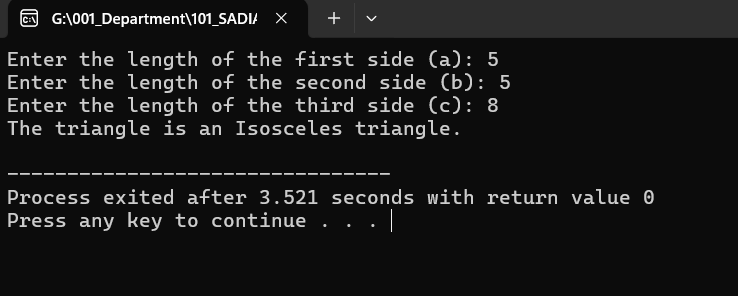 G:\001_Department\101_SADIA
Enter the length of the first side (a): 5
Enter the length of the second side (b): 5
Enter the length of the third side (c): 8
The triangle is an Isosceles triangle.
--------------------------------
Process exited after 3.521 seconds with return value 0
Press any key to continue . . .